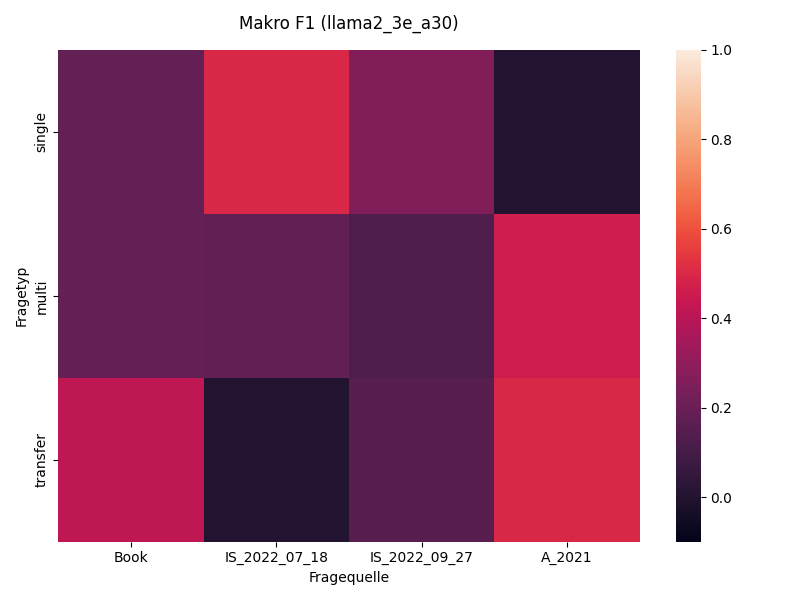 Makro F1 (llama2_3e_a30)
Fragetyp
single
multi
transfer
Book
IS_2022_07_18
IS_2022_09_27
A_2021
Fragequelle
1.0
0.8
0.6
0.4
0.2
0.0